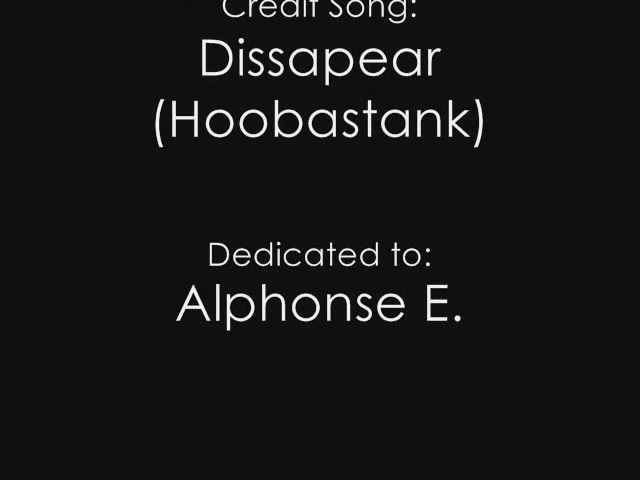 Credit Song:
Dissapear
(Hoobastank)
Dedicated to:
Alphonse E.